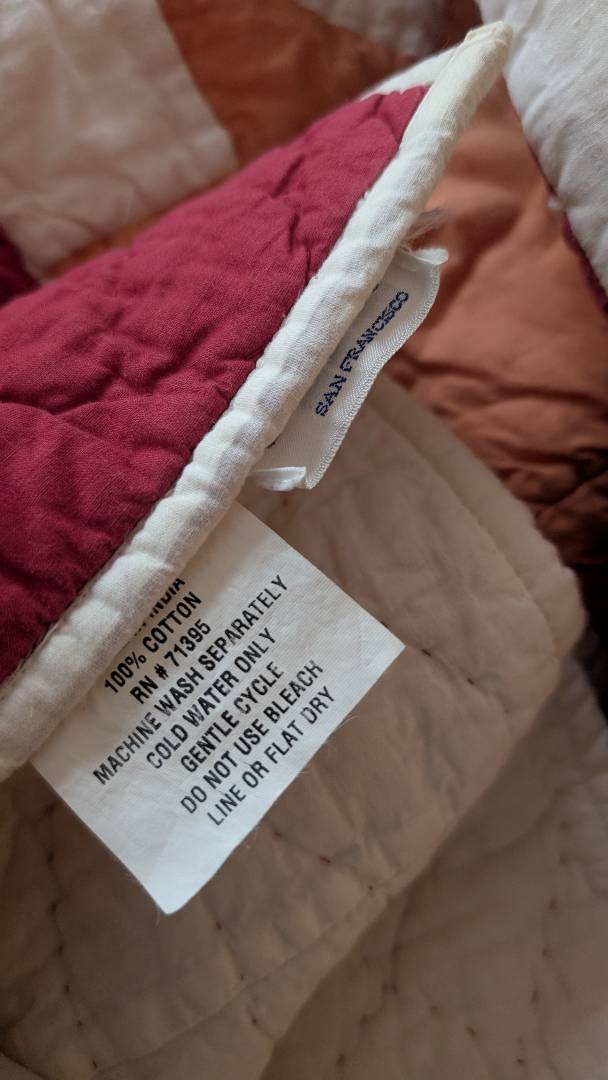 SAN FRANCISCO
INDIA
100% COTTON
RN # 71395
MACHINE WASH SEPARATELY
COLD WATER ONLY
GENTLE CYCLE
DO NOT USE BLEACH
LINE OR FLAT DRY